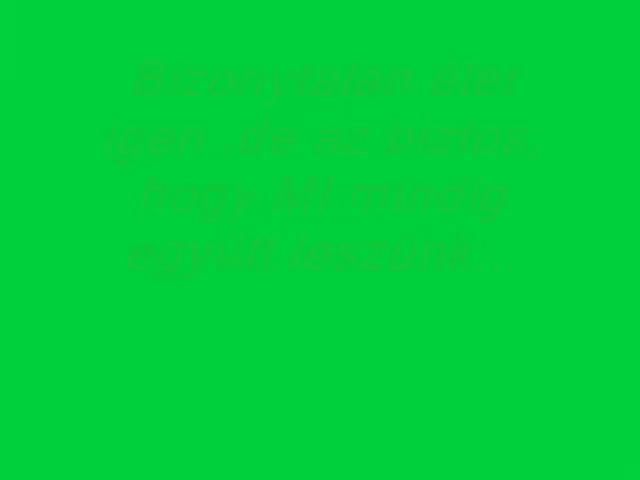 Bizonytalan élet
igen...de az biztos,
hogy MI mindig
együtt leszünk...